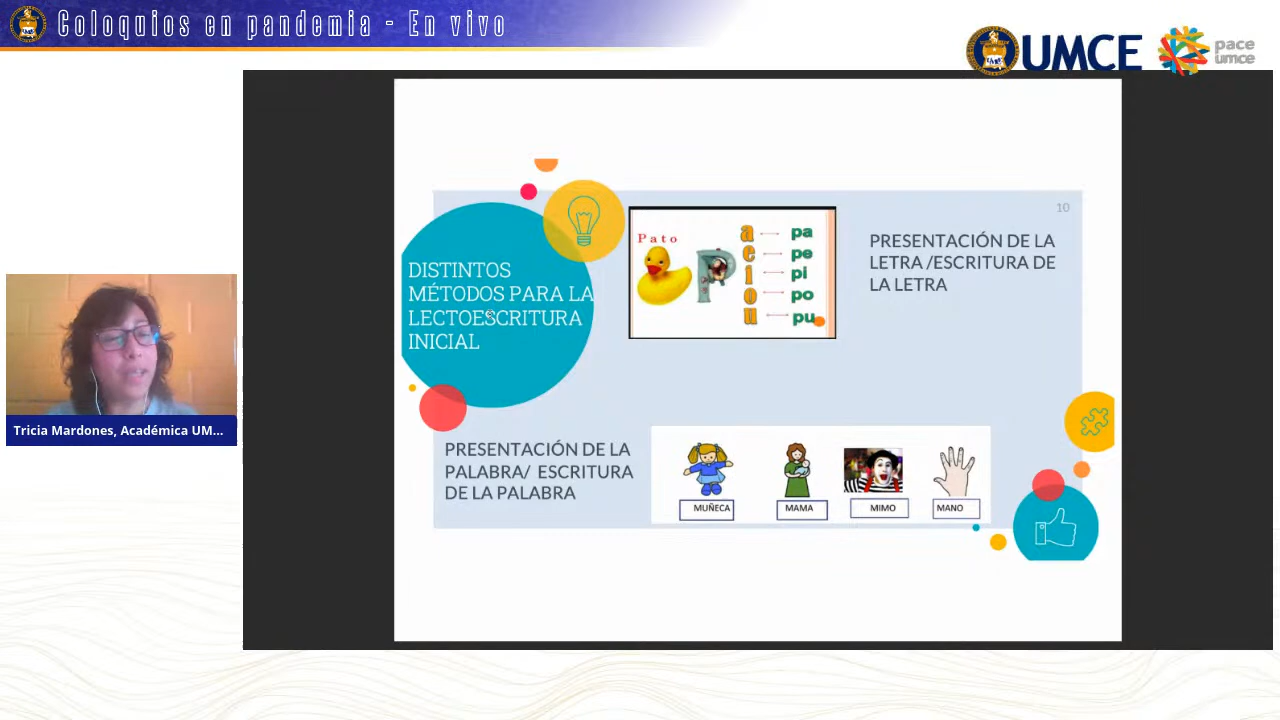 Coloquios en pandemia - En vivo
UMCE
pace
umce
10
DISTINTOS
MÉTODOS PARA LA
LECTOESCRITURA
INICIAL
Pato
P
a
e
i
o
u
pa
pe
pi
po
pu
PRESENTACIÓN DE LA
LETRA /ESCRITURA DE
LA LETRA
PRESENTACIÓN DE LA
PALABRA/ ESCRITURA
DE LA PALABRA
MUÑECA
MAMA
MIMO
MANO
Tricia Mardones, Académica UM...